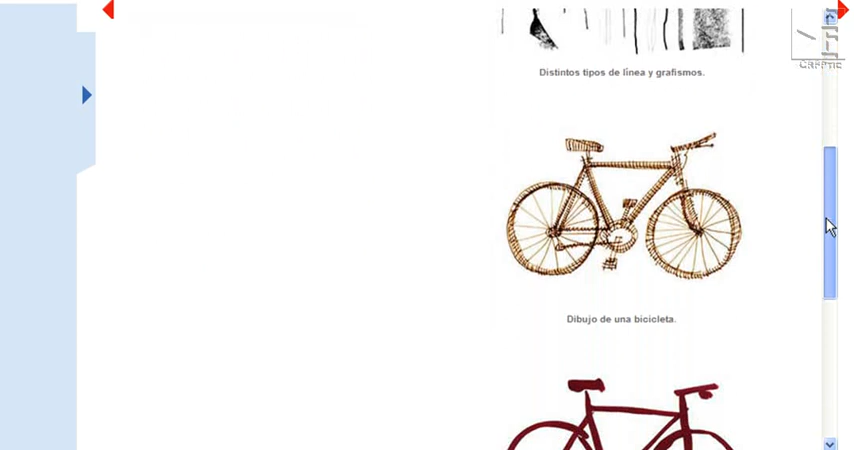 Distintos tipos de línea y grafismos.
Dibujo de una bicicleta.